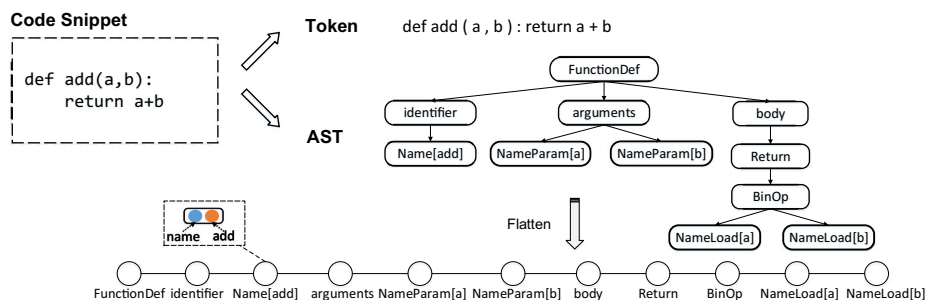 Code Snippet
Token
def add ( a , b ) : return a + b
def add(a,b):
return a+b
FunctionDef
identifier
arguments
body
AST
Name[add]
NameParam[a]
NameParam[b]
Return
BinOp
Flatten
NameLoad[a]
NameLoad[b]
name
add
FunctionDef
identifier
Name[add]
arguments
NameParam[a]
NameParam[b]
body
Return
BinOp
NameLoad[a]
NameLoad[b]